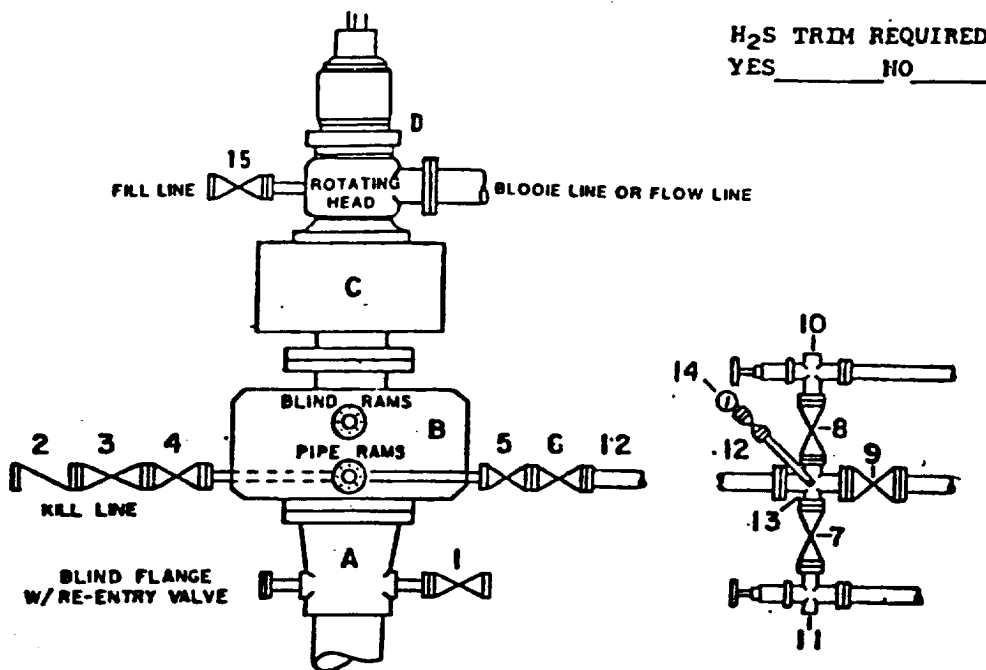 H₂S TRIM REQUIRED
YES______NO______
D
15
FILL LINE
ROTATING
HEAD
BLOOIE LINE OR FLOW LINE
C
10
14
BLIND RAMS
B
8
2 3 4
PIPE RAMS
5 6 12
12
9
KILL LINE
13
7
A
1
BLIND FLANGE
W/RE-ENTRY VALVE
11